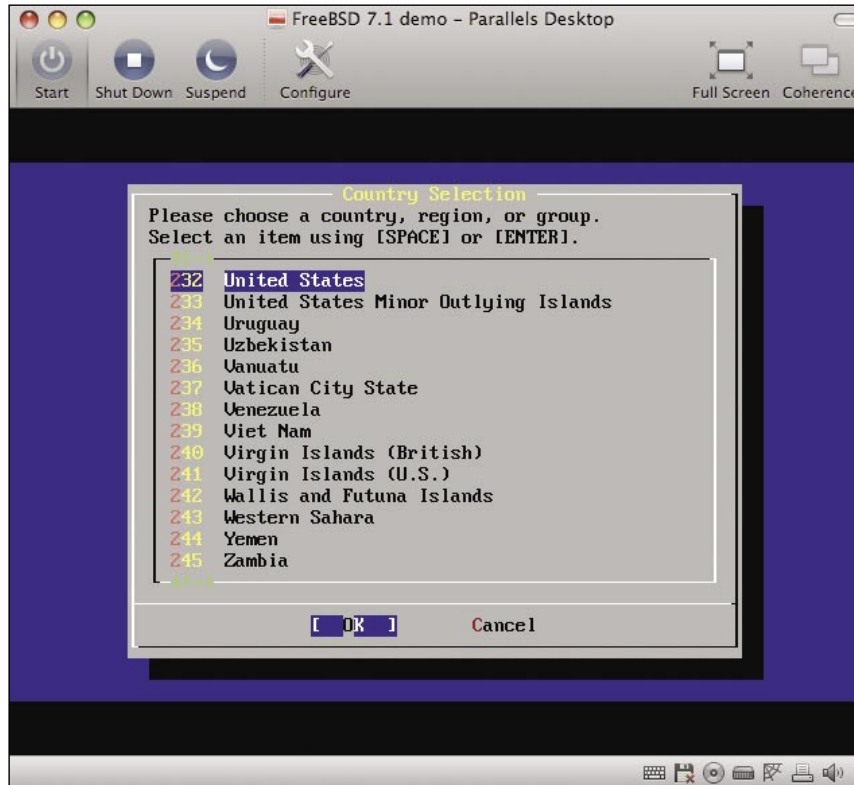 FreeBSD 7.1 demo – Parallels Desktop
Start Shut Down Suspend Configure Full Screen Coherence
Country Selection
Please choose a country, region, or group.
Select an item using [SPACE] or [ENTER].
232 United States
233 United States Minor Outlying Islands
234 Uruguay
235 Uzbekistan
236 Vanuatu
237 Vatican City State
238 Venezuela
239 Viet Nam
240 Virgin Islands (British)
241 Virgin Islands (U.S.)
242 Wallis and Futuna Islands
243 Western Sahara
244 Yemen
245 Zambia
[ OK ] Cancel